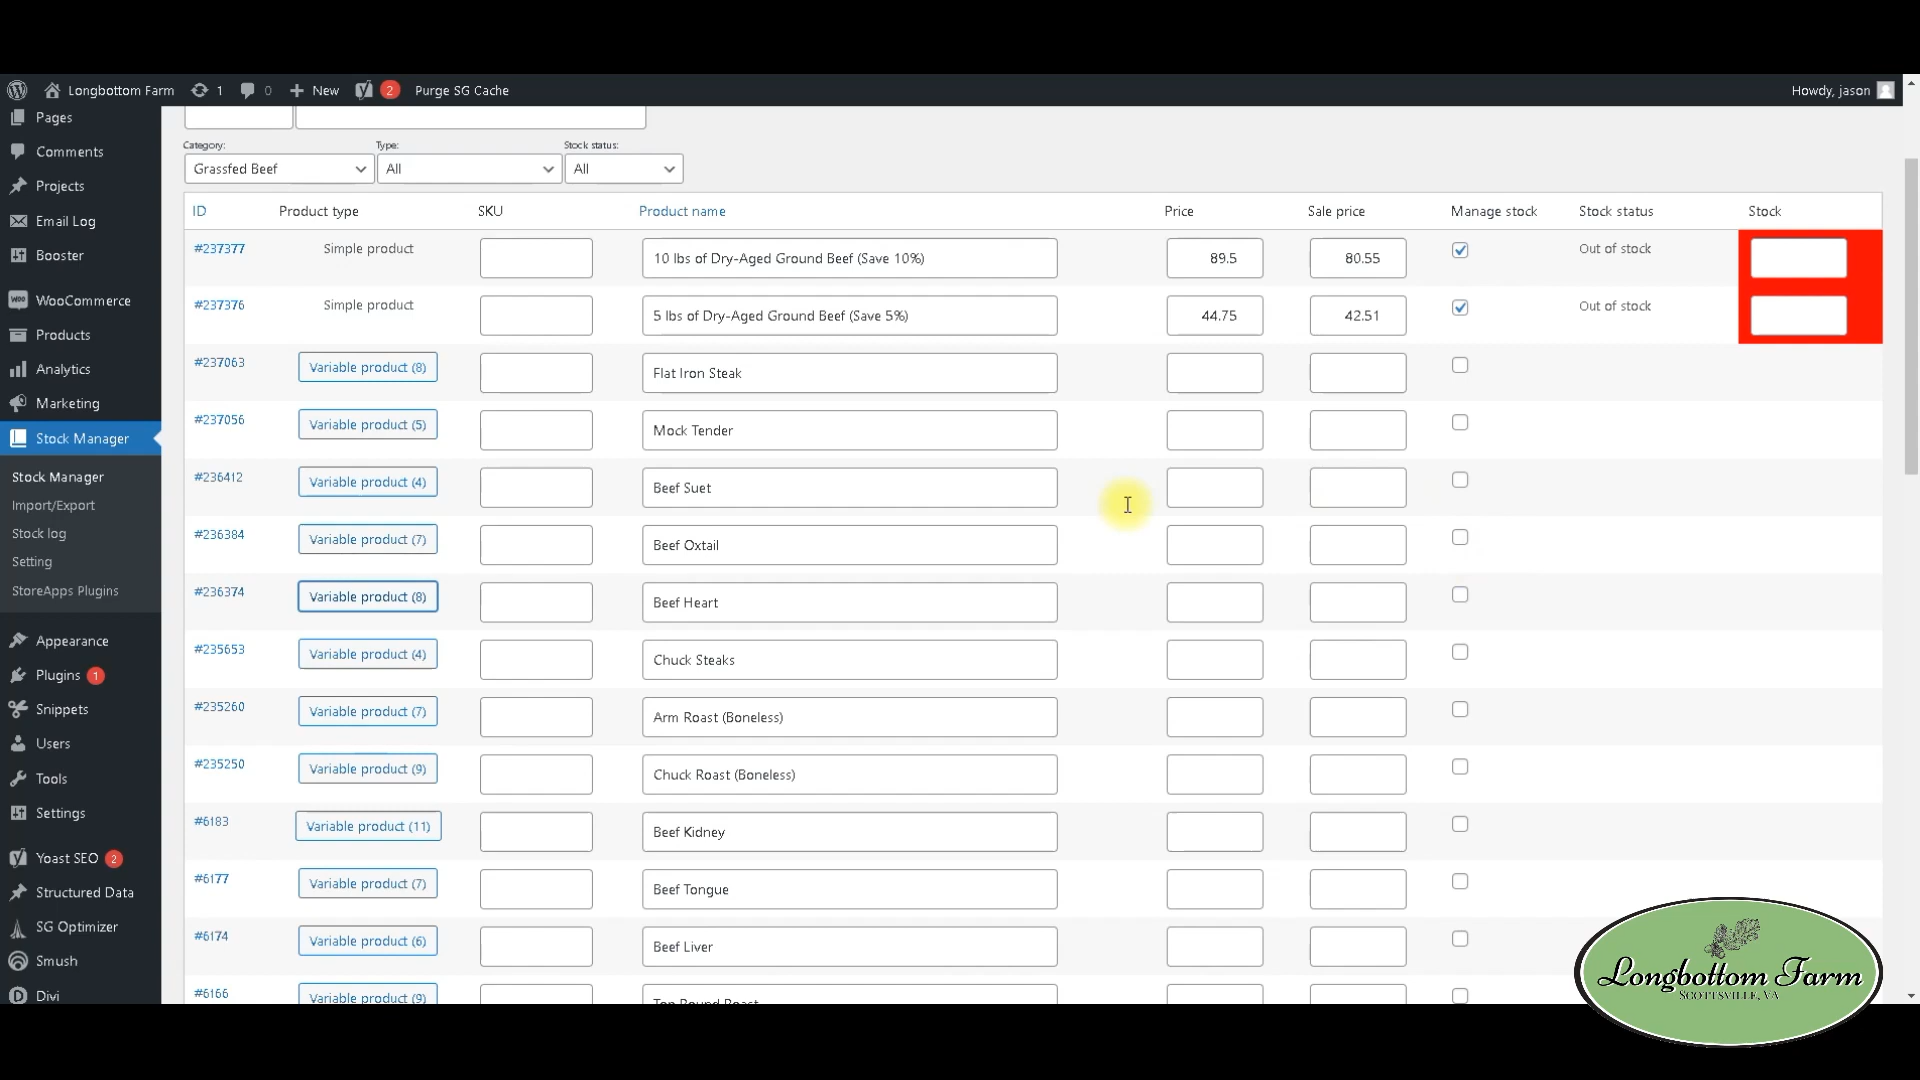 Longbottom Farm 1 0 + New 2 Purge SG Cache Howdy, jason
Pages
Comments
Projects
Email Log
Booster
WooCommerce
Products
Analytics
Marketing
Stock Manager
Stock Manager
Import/Export
Stock log
Setting
StoreApps Plugins
Appearance
Plugins 1
Snippets
Users
Tools
Settings
Yoast SEO 2
Structured Data
SG Optimizer
Smush
Divi
Category: Type: Stock status:
Grassfed Beef All All
ID Product type SKU Product name Price Sale price Manage stock Stock status Stock
#237377 Simple product 10 lbs of Dry-Aged Ground Beef (Save 10%) 89.5 80.55 Out of stock
#237376 Simple product 5 lbs of Dry-Aged Ground Beef (Save 5%) 44.75 42.51 Out of stock
#237063 Variable product (8) Flat Iron Steak
#237056 Variable product (5) Mock Tender
#236412 Variable product (4) Beef Suet
#236384 Variable product (7) Beef Oxtail
#236374 Variable product (8) Beef Heart
#235653 Variable product (4) Chuck Steaks
#235260 Variable product (7) Arm Roast (Boneless)
#235250 Variable product (9) Chuck Roast (Boneless)
#6183 Variable product (11) Beef Kidney
#6177 Variable product (7) Beef Tongue
#6174 Variable product (6) Beef Liver
#6166 Variable product (9) Top Round Roast
Longbottom Farm
SCOTTSVILLE, VA